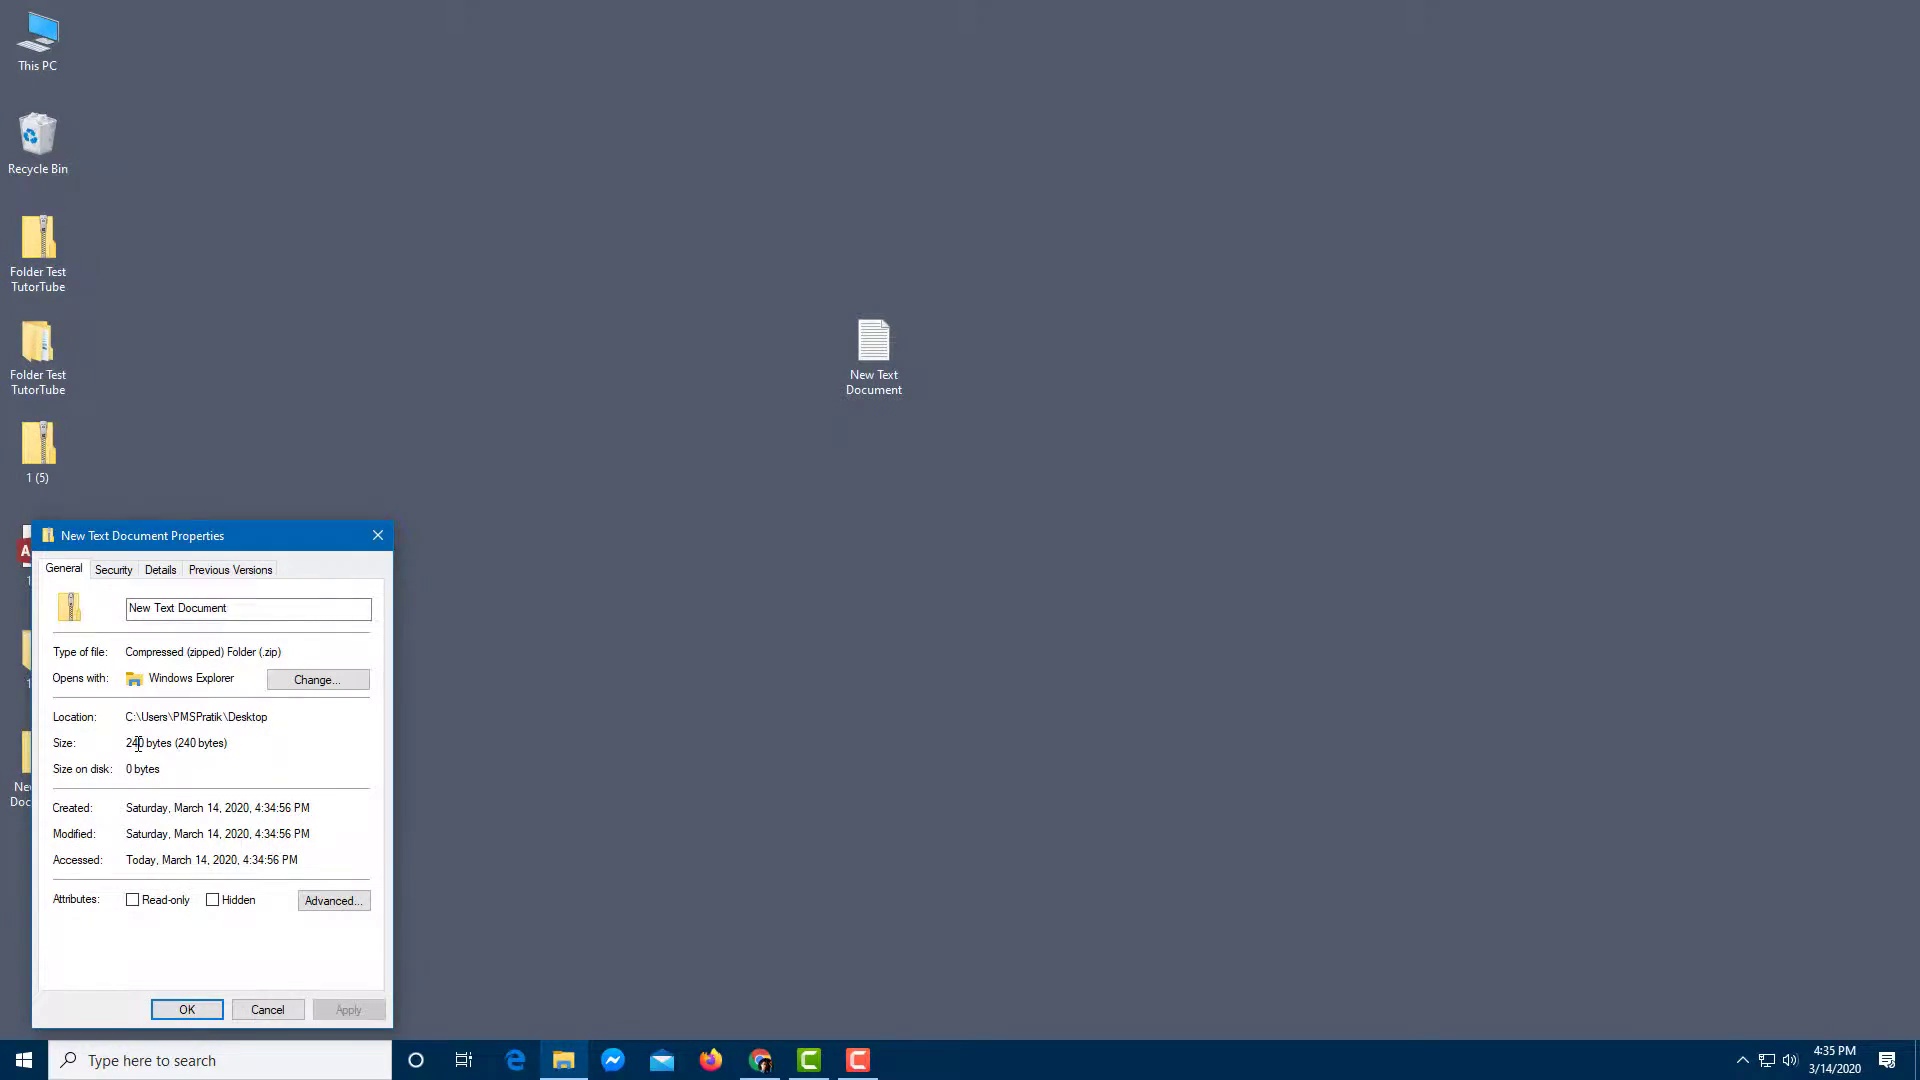 This PC
Recycle Bin
Folder Test
TutorTube
Folder Test
TutorTube
1 (5)
New Text
Document
A
1
1
Ne
Doc
New Text Document Properties
General
Security
Details
Previous Versions
New Text Document
Type of file:
Compressed (zipped) Folder (.zip)
Opens with:
Windows Explorer
Change...
Location:
C:\Users\PMSPratik\Desktop
Size:
240 bytes (240 bytes)
Size on disk:
0 bytes
Created:
Saturday, March 14, 2020, 4:34:56 PM
Modified:
Saturday, March 14, 2020, 4:34:56 PM
Accessed:
Today, March 14, 2020, 4:34:56 PM
Attributes:
Read-only
Hidden
Advanced...
OK
Cancel
Apply
Type here to search
4:35 PM
3/14/2020